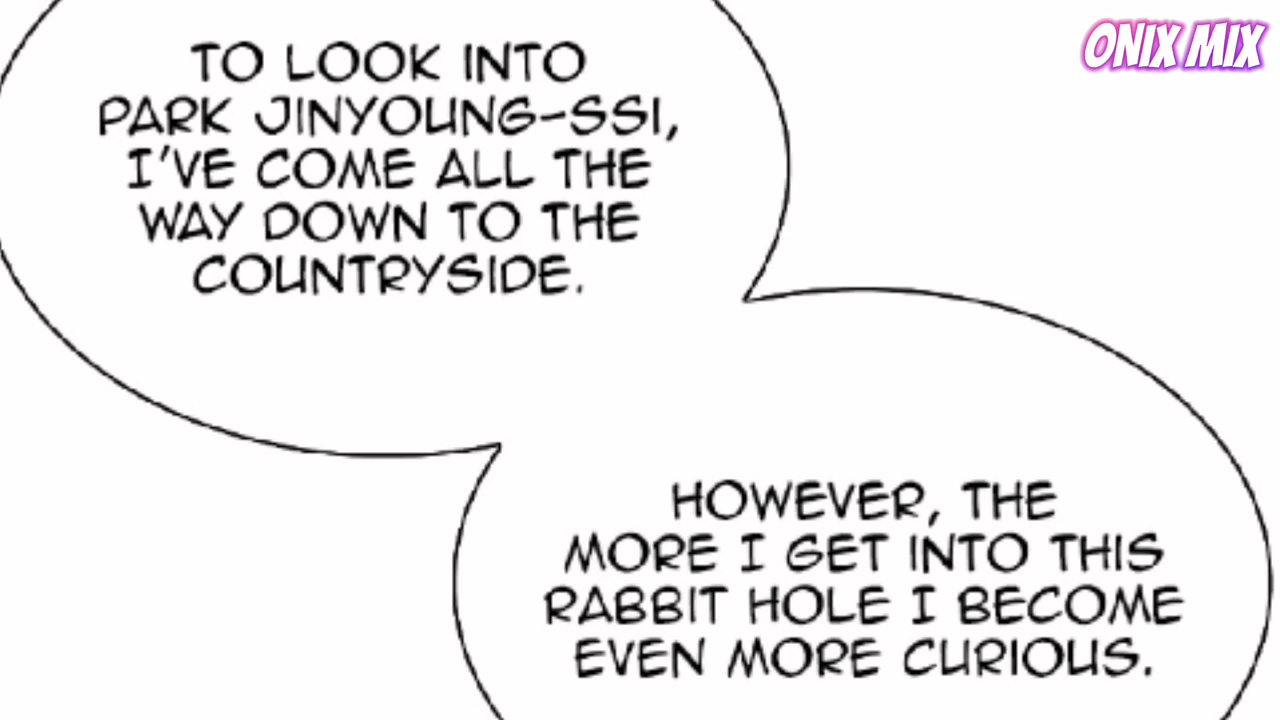 ONIX MIX
TO LOOK INTO
PARK JINYOUNG-SSI,
I'VE COME ALL THE
WAY DOWN TO THE
COUNTRYSIDE.
HOWEVER, THE
MORE I GET INTO THIS
RABBIT HOLE I BECOME
EVEN MORE CURIOUS.